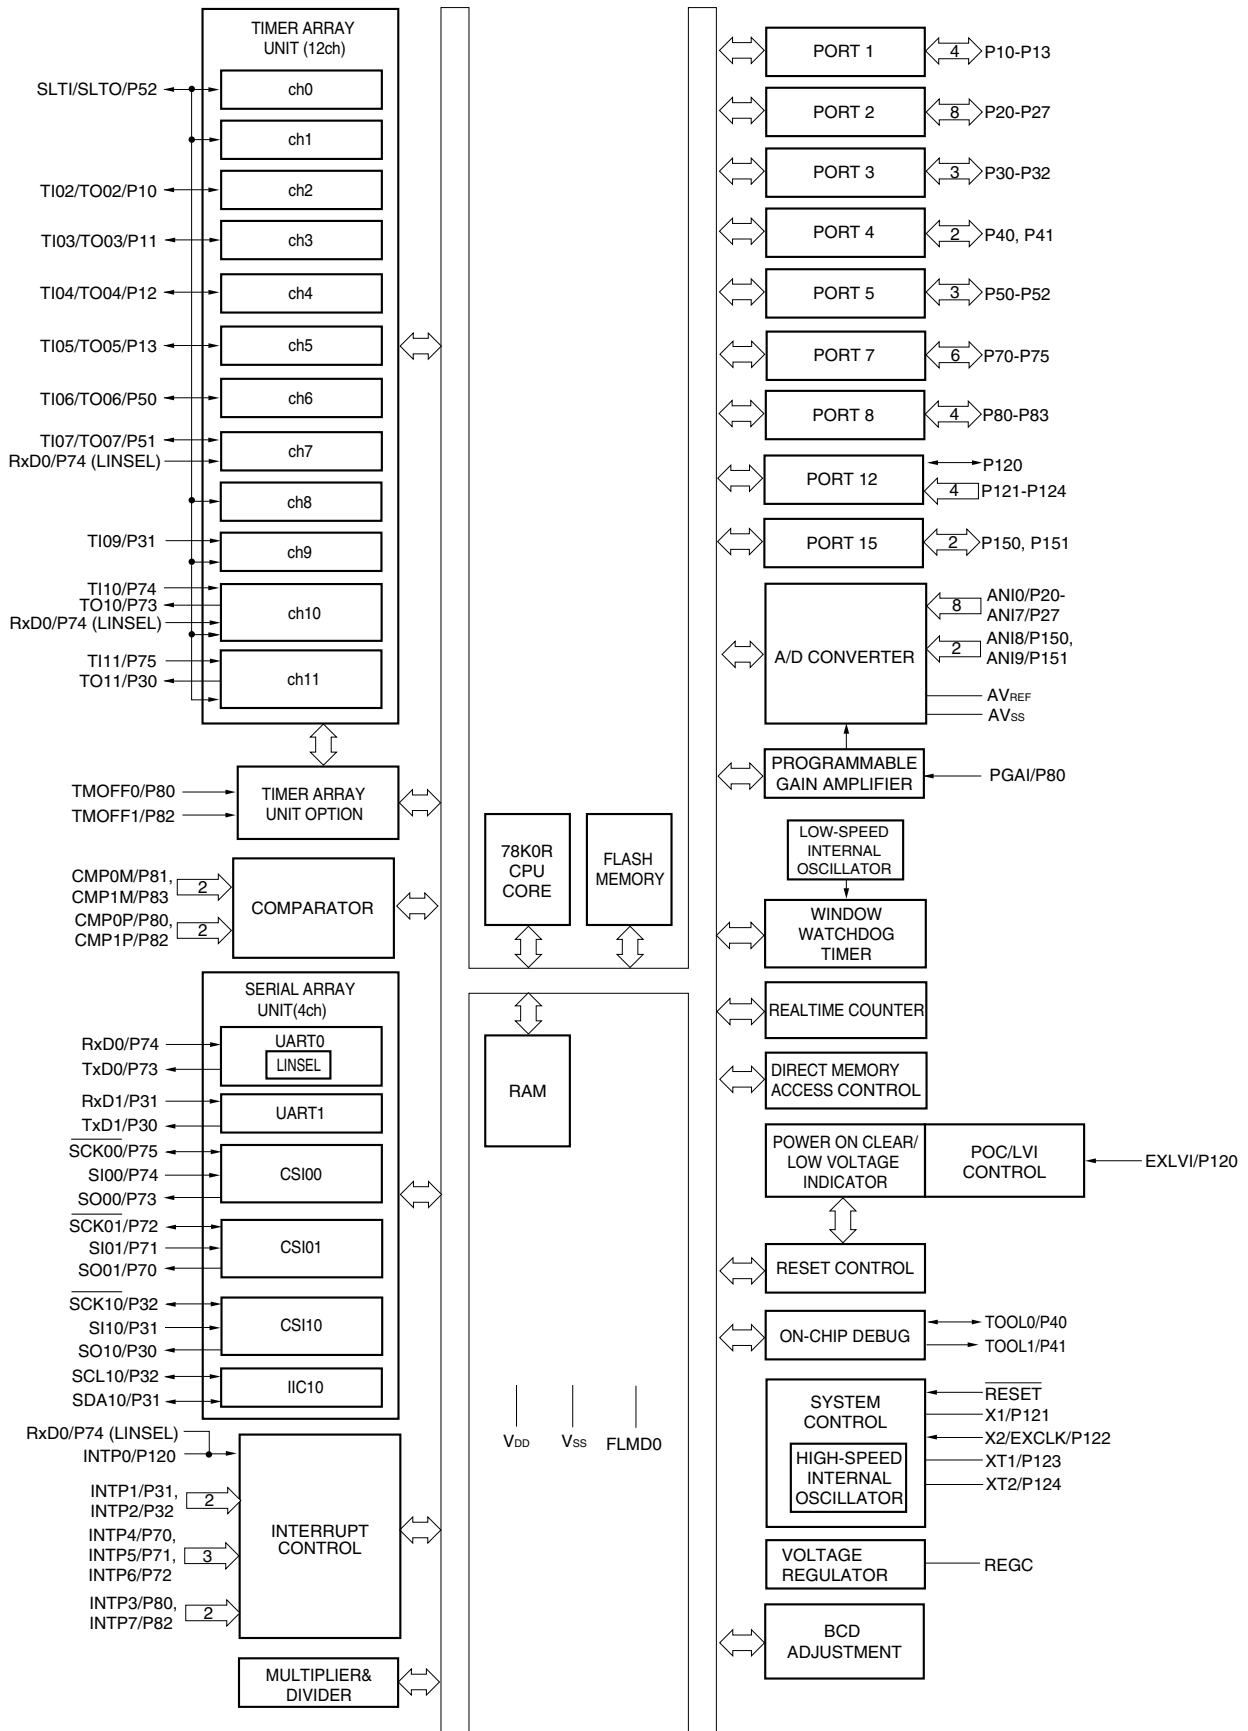 TIMER ARRAY
UNIT (12ch)
SLTI/SLTO/P52
ch0
ch1
TI02/TO02/P10
ch2
TI03/TO03/P11
ch3
TI04/TO04/P12
ch4
TI05/TO05/P13
ch5
TI06/TO06/P50
ch6
TI07/TO07/P51
RxD0/P74 (LINSEL)
ch7
ch8
TI09/P31
ch9
TI10/P74
TO10/P73
RxD0/P74 (LINSEL)
ch10
TI11/P75
TO11/P30
ch11
TMOFF0/P80
TMOFF1/P82
TIMER ARRAY
UNIT OPTION
CMP0M/P81,
CMP1M/P83
2
CMP0P/P80,
CMP1P/P82
2
COMPARATOR
SERIAL ARRAY
UNIT(4ch)
RxD0/P74
TxD0/P73
UART0
LINSEL
RxD1/P31
TxD1/P30
UART1
SCK00/P75
SI00/P74
SO00/P73
CSI00
SCK01/P72
SI01/P71
SO01/P70
CSI01
SCK10/P32
SI10/P31
SO10/P30
CSI10
SCL10/P32
SDA10/P31
IIC10
RxD0/P74 (LINSEL)
INTP0/P120
INTP1/P31,
INTP2/P32
2
INTP4/P70,
INTP5/P71,
INTP6/P72
3
INTP3/P80,
INTP7/P82
2
INTERRUPT
CONTROL
MULTIPLIER&
DIVIDER
78K0R
CPU
CORE
FLASH
MEMORY
RAM
VDD
VSS
FLMD0
PORT 1
4
P10-P13
PORT 2
8
P20-P27
PORT 3
3
P30-P32
PORT 4
2
P40, P41
PORT 5
3
P50-P52
PORT 7
6
P70-P75
PORT 8
4
P80-P83
PORT 12
P120
4
P121-P124
PORT 15
2
P150, P151
A/D CONVERTER
8
ANI0/P20-
ANI7/P27
2
ANI8/P150,
ANI9/P151
AVREF
AVSS
PROGRAMMABLE
GAIN AMPLIFIER
PGAI/P80
LOW-SPEED
INTERNAL
OSCILLATOR
WINDOW
WATCHDOG
TIMER
REALTIME COUNTER
DIRECT MEMORY
ACCESS CONTROL
POWER ON CLEAR/
LOW VOLTAGE
INDICATOR
POC/LVI
CONTROL
EXLVI/P120
RESET CONTROL
ON-CHIP DEBUG
TOOL0/P40
TOOL1/P41
SYSTEM
CONTROL
HIGH-SPEED
INTERNAL
OSCILLATOR
RESET
X1/P121
X2/EXCLK/P122
XT1/P123
XT2/P124
VOLTAGE
REGULATOR
REGC
BCD
ADJUSTMENT